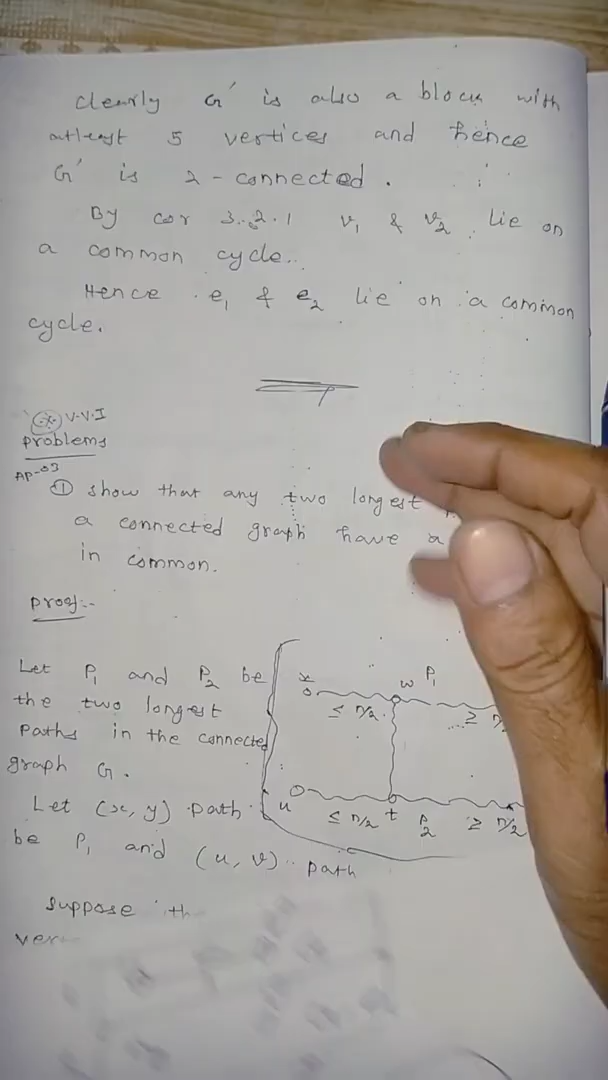 Clearly G' is also a block with
atleast 5 vertices and hence
G' is 2-connected.
By cor 3.2.1 v₁ & v₂ lie on
a common cycle.
Hence e₁ & e₂ lie on a common
cycle.
V.V.I
Problems
AP-03
① show that any two longest
a connected graph have a
in common.
Proof:-
Let P₁ and P₂ be
the two longest
paths in the connected
graph G.
Let (x, y) path
be P₁ and (u, v) path
suppose
x w P₁
≤ n/2 ≥ n/2
u t P₂
≤ n/2 ≥ n/2